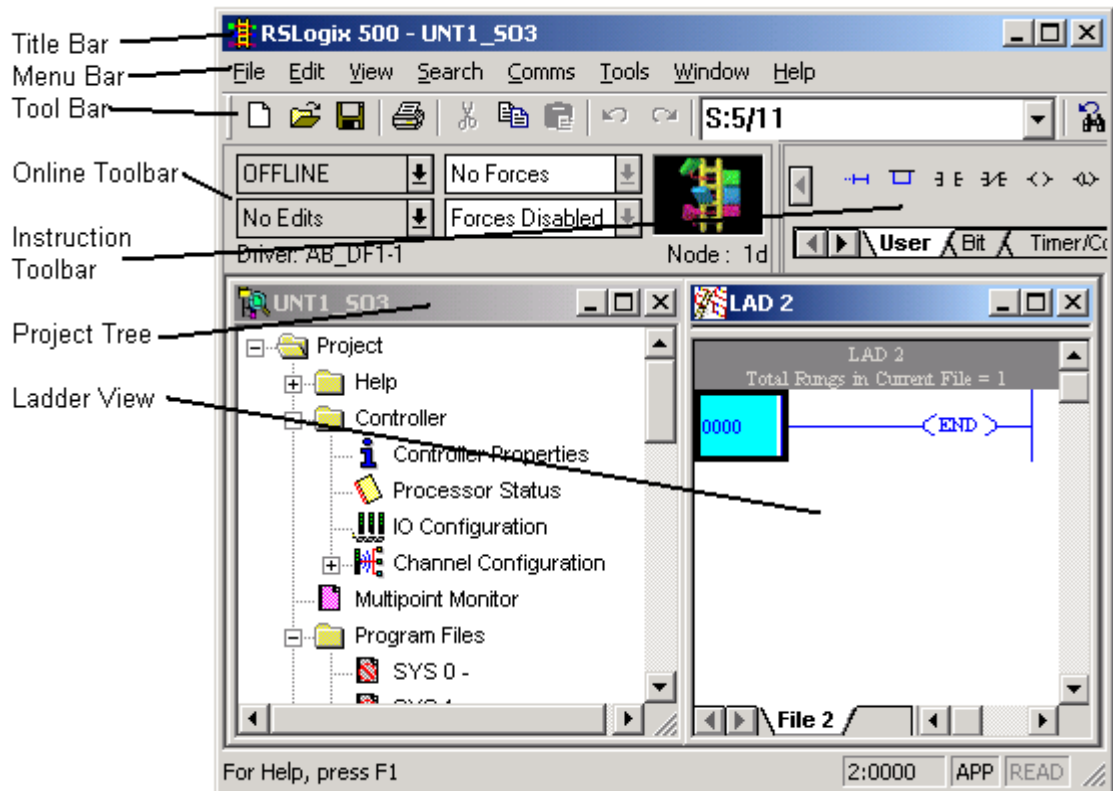 Title Bar
Menu Bar
Tool Bar
Online Toolbar
Instruction
Toolbar
Project Tree
Ladder View
RSLogix 500 - UNT1_SO3
File Edit View Search Comms Tools Window Help
S:5/11
OFFLINE No Forces
No Edits Forces Disabled
Driver: AB_DF1-1 Node : 1d
User Bit Timer/Co
UNT1_SO3
Project
Help
Controller
Controller Properties
Processor Status
IO Configuration
Channel Configuration
Multipoint Monitor
Program Files
SYS 0 -
LAD 2
LAD 2
Total Rungs in Current File = 1
0000 END
File 2
For Help, press F1 2:0000 APP READ